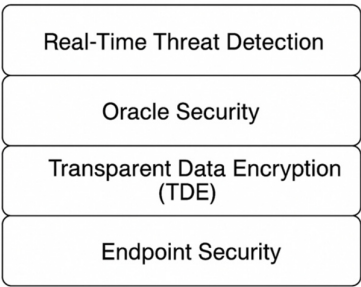 Real-Time Threat Detection
Oracle Security
Transparent Data Encryption
(TDE)
Endpoint Security